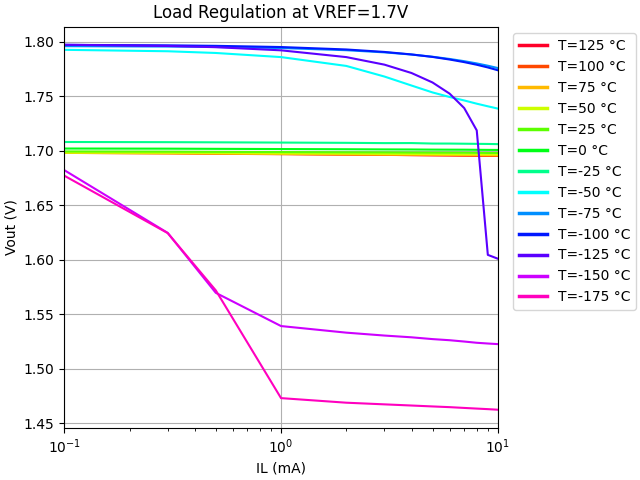 Load Regulation at VREF=1.7V
Vout (V)
1.80
1.75
1.70
1.65
1.60
1.55
1.50
1.45
10⁻¹
10⁰
10¹
IL (mA)
T=125 °C
T=100 °C
T=75 °C
T=50 °C
T=25 °C
T=0 °C
T=-25 °C
T=-50 °C
T=-75 °C
T=-100 °C
T=-125 °C
T=-150 °C
T=-175 °C